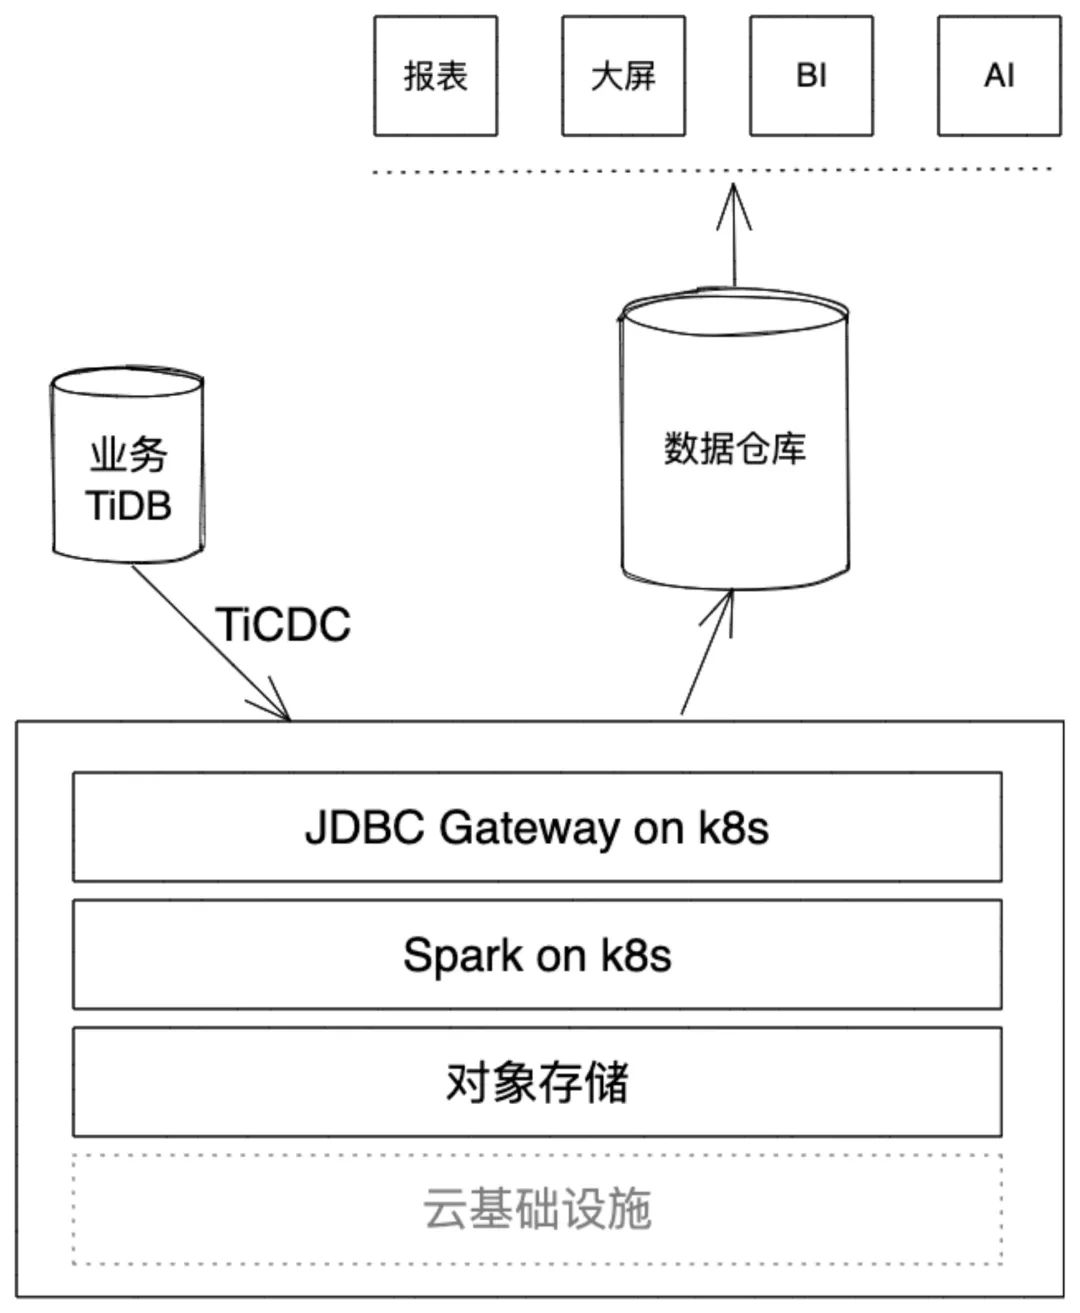 报表
大屏
BI
AI
业务
TiDB
数据仓库
TiCDC
JDBC Gateway on k8s
Spark on k8s
对象存储
云基础设施